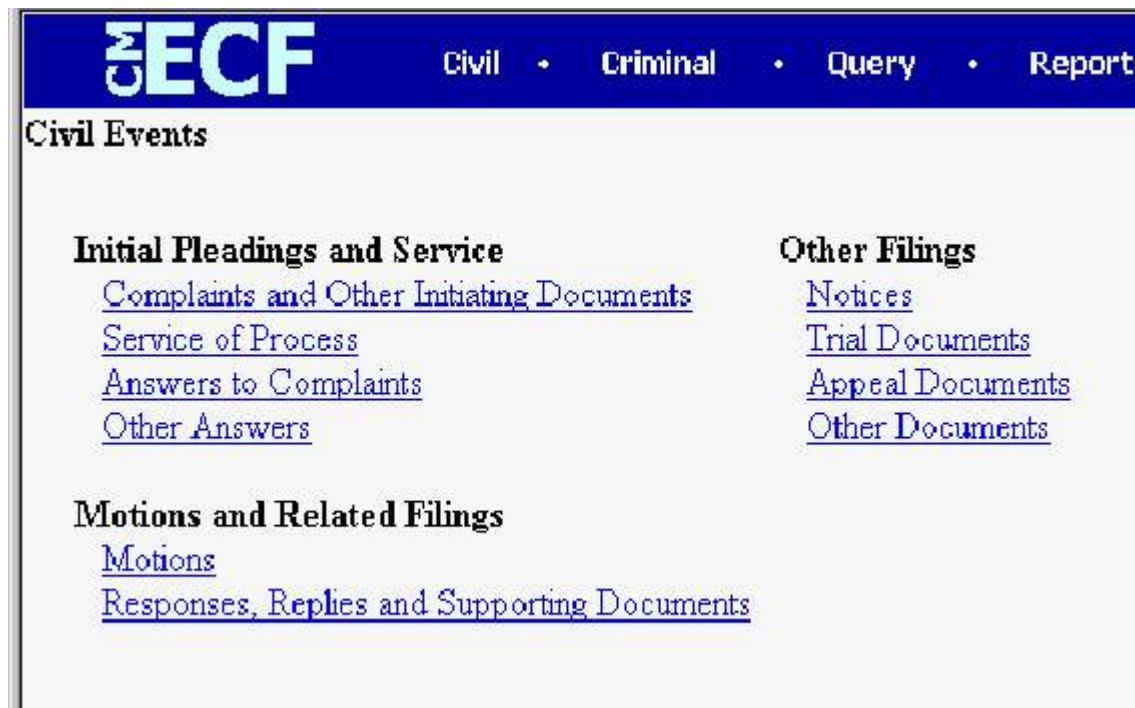 CM ECF Civil • Criminal • Query • Report
Civil Events
Initial Pleadings and Service
Complaints and Other Initiating Documents
Service of Process
Answers to Complaints
Other Answers
Other Filings
Notices
Trial Documents
Appeal Documents
Other Documents
Motions and Related Filings
Motions
Responses, Replies and Supporting Documents